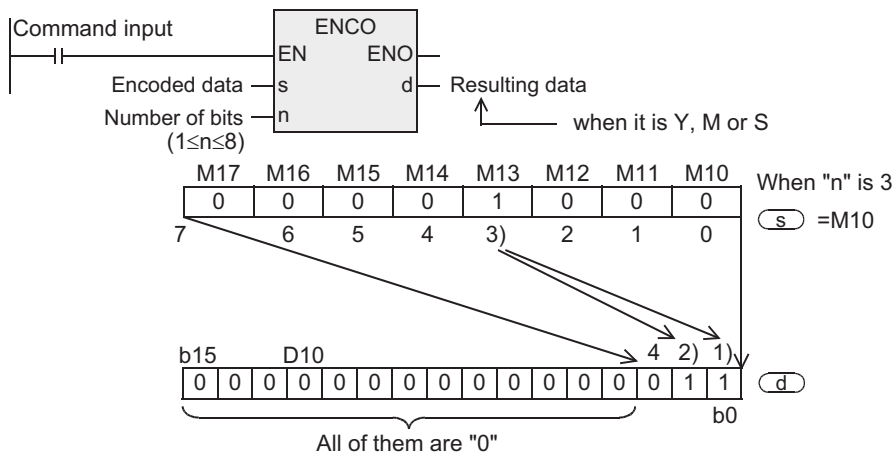 Command input
ENCO
EN ENO
Encoded data s d Resulting data
Number of bits n
(1≤n≤8)
when it is Y, M or S
M17 M16 M15 M14 M13 M12 M11 M10
When "n" is 3
0 0 0 0 1 0 0 0
s =M10
7 6 5 4 3) 2 1 0
4 2) 1)
b15 D10
0 0 0 0 0 0 0 0 0 0 0 0 0 0 1 1 d
b0
All of them are "0"